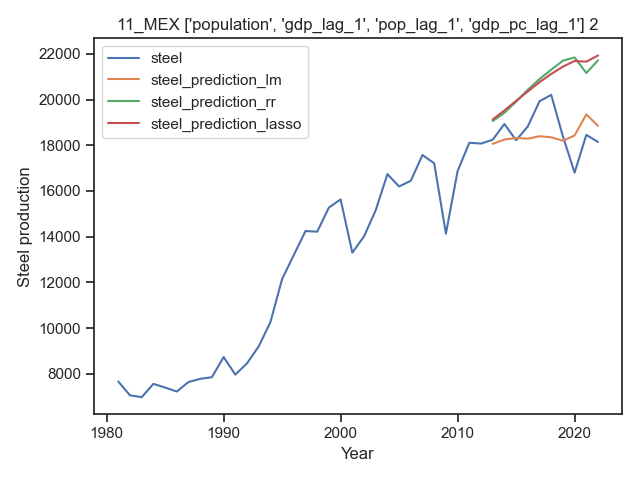 11_MEX ['population', 'gdp_lag_1', 'pop_lag_1', 'gdp_pc_lag_1'] 2
steel
steel_prediction_lm
steel_prediction_rr
steel_prediction_lasso
Steel production
22000
20000
18000
16000
14000
12000
10000
8000
1980
1990
2000
2010
2020
Year